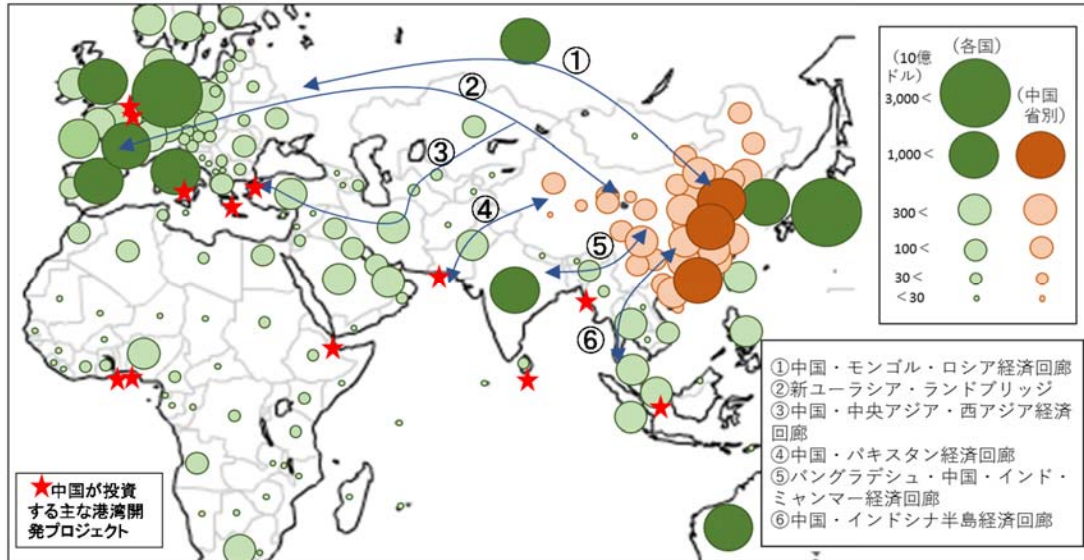 ①
②
③
④
⑤
⑥
(各国)
(10億
ドル)
3,000<
(中国
省別)
1,000<
300<
100<
30<
<30
①中国・モンゴル・ロシア経済回廊
②新ユーラシア・ランドブリッジ
③中国・中央アジア・西アジア経済
回廊
④中国・パキスタン経済回廊
⑤バングラデシュ・中国・インド・
ミャンマー経済回廊
⑥中国・インドシナ半島経済回廊
★中国が投資
する主な港湾開
発プロジェクト